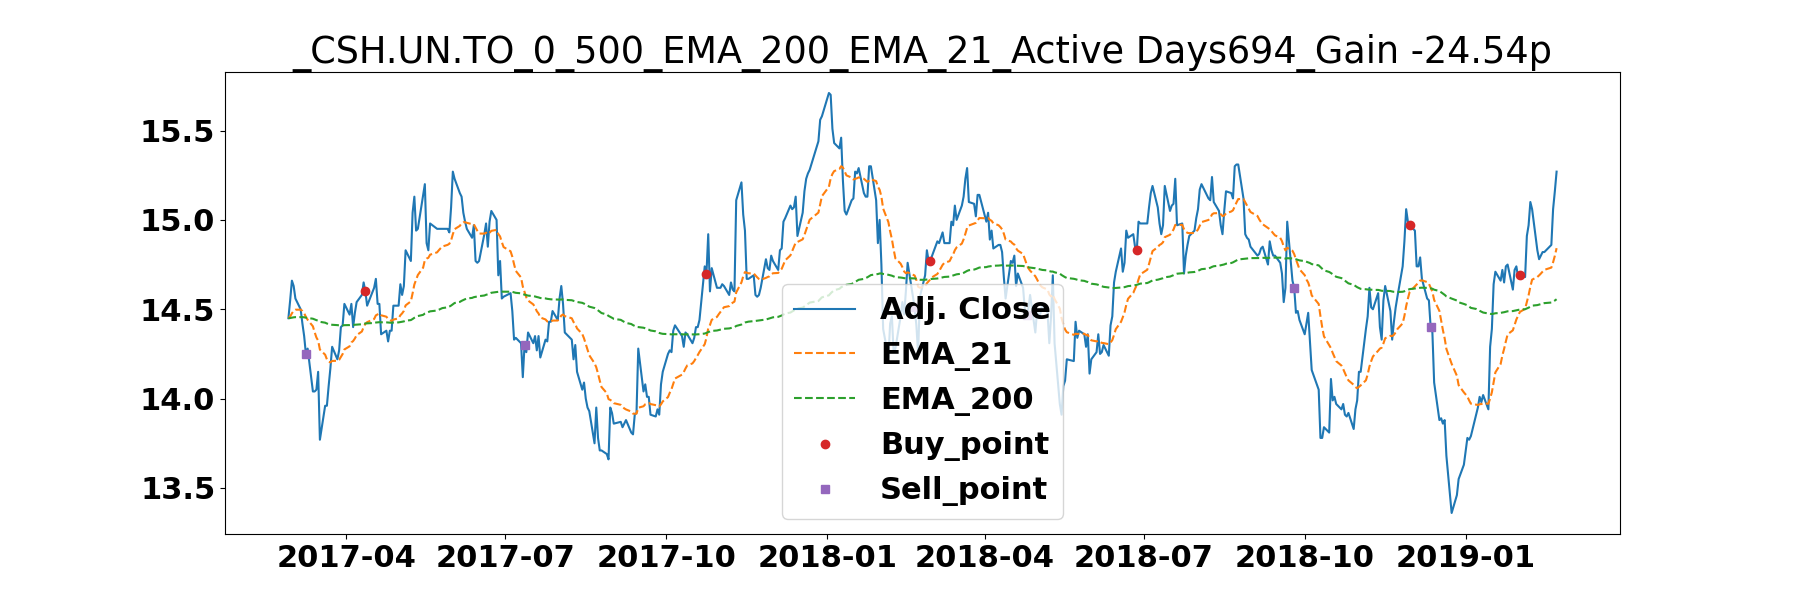 _CSH.UN.TO_0_500_EMA_200_EMA_21_Active Days694_Gain -24.54p
15.5
15.0
14.5
14.0
13.5
Adj. Close
EMA_21
EMA_200
Buy_point
Sell_point
2017-04 2017-07 2017-10 2018-01 2018-04 2018-07 2018-10 2019-01